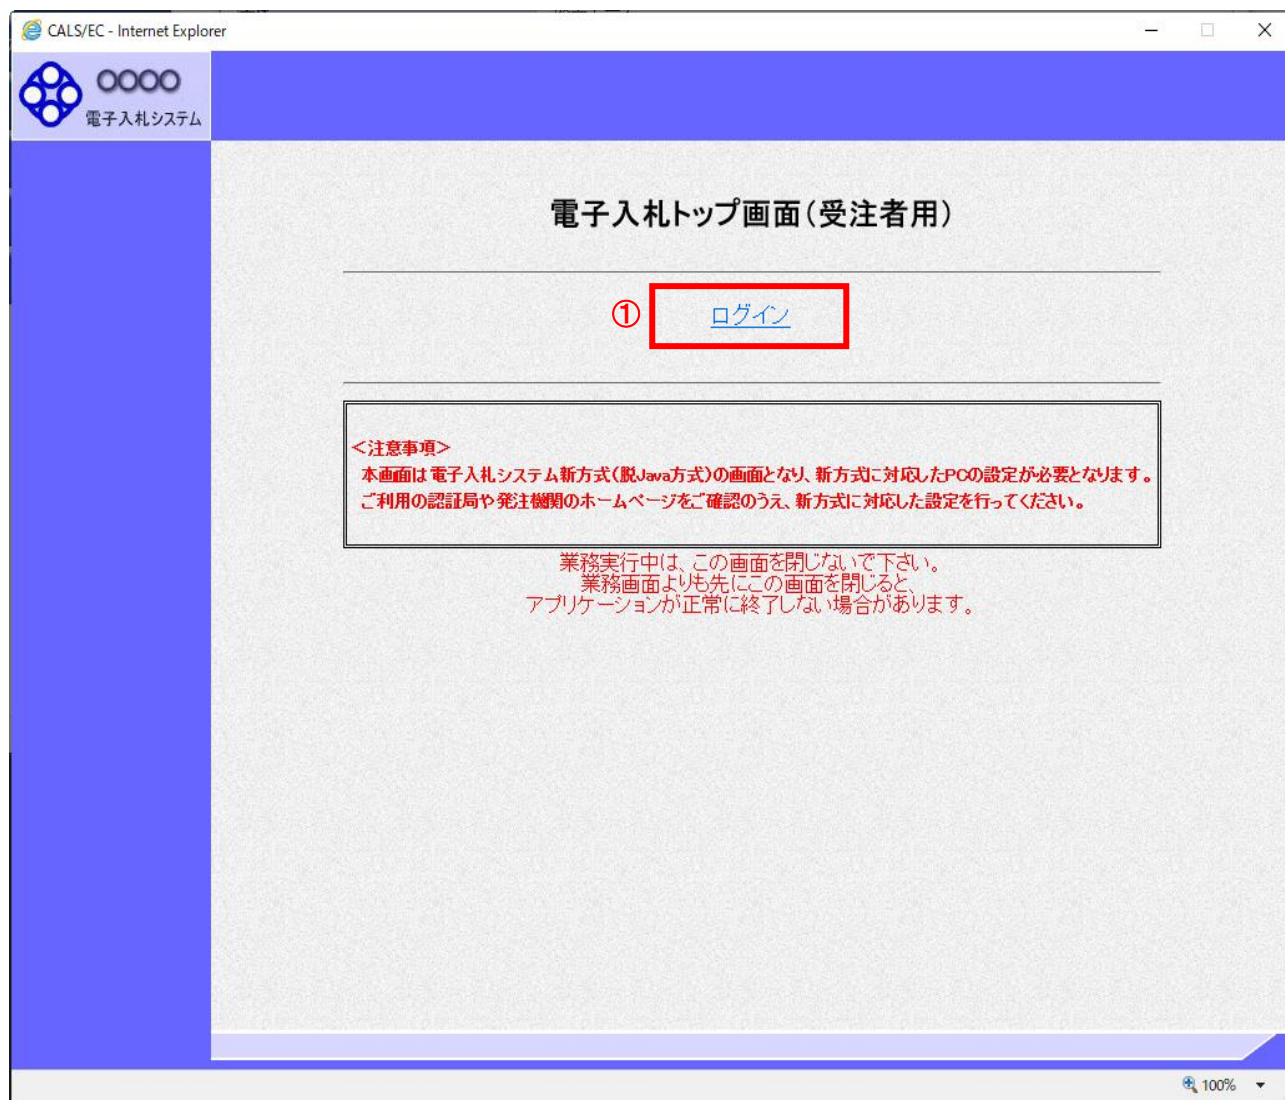 CALS/EC - Internet Explorer
○○○○
電子入札システム
電子入札トップ画面(受注者用)
① ログイン
＜注意事項＞
本画面は電子入札システム新方式(脱Java方式)の画面となり、新方式に対応したPCの設定が必要となります。
ご利用の認証局や発注機関のホームページをご確認のうえ、新方式に対応した設定を行ってください。
業務実行中は、この画面を閉じないで下さい。
業務画面よりも先にこの画面を閉じると、
アプリケーションが正常に終了しない場合があります。
100%